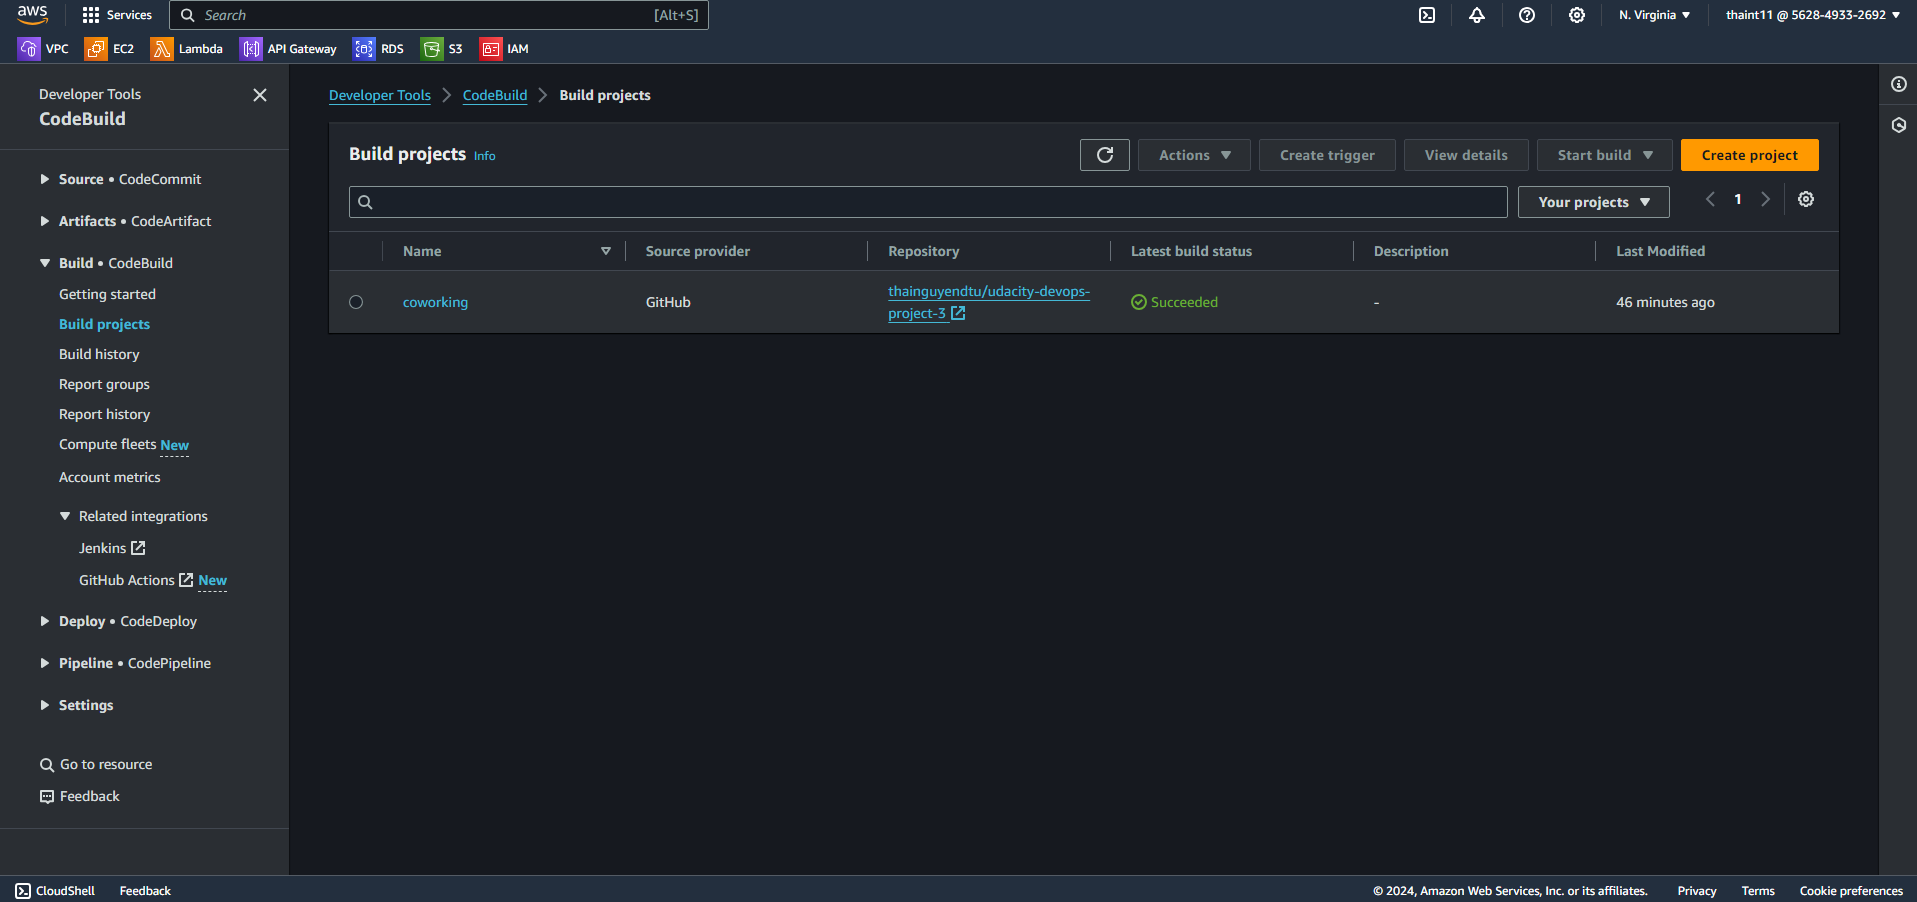 aws
Services
Search
[Alt+S]
N. Virginia
thaint11 @ 5628-4933-2692
VPC
EC2
Lambda
API Gateway
RDS
S3
IAM
Developer Tools
CodeBuild
Source • CodeCommit
Artifacts • CodeArtifact
Build • CodeBuild
Getting started
Build projects
Build history
Report groups
Report history
Compute fleets New
Account metrics
Related integrations
Jenkins
GitHub Actions New
Deploy • CodeDeploy
Pipeline • CodePipeline
Settings
Go to resource
Feedback
Developer Tools
CodeBuild
Build projects
Build projects Info
Actions
Create trigger
View details
Start build
Create project
Your projects
1
Name
Source provider
Repository
Latest build status
Description
Last Modified
coworking
GitHub
thainguyendtu/udacity-devops-
project-3
Succeeded
-
46 minutes ago
CloudShell
Feedback
© 2024, Amazon Web Services, Inc. or its affiliates.
Privacy
Terms
Cookie preferences